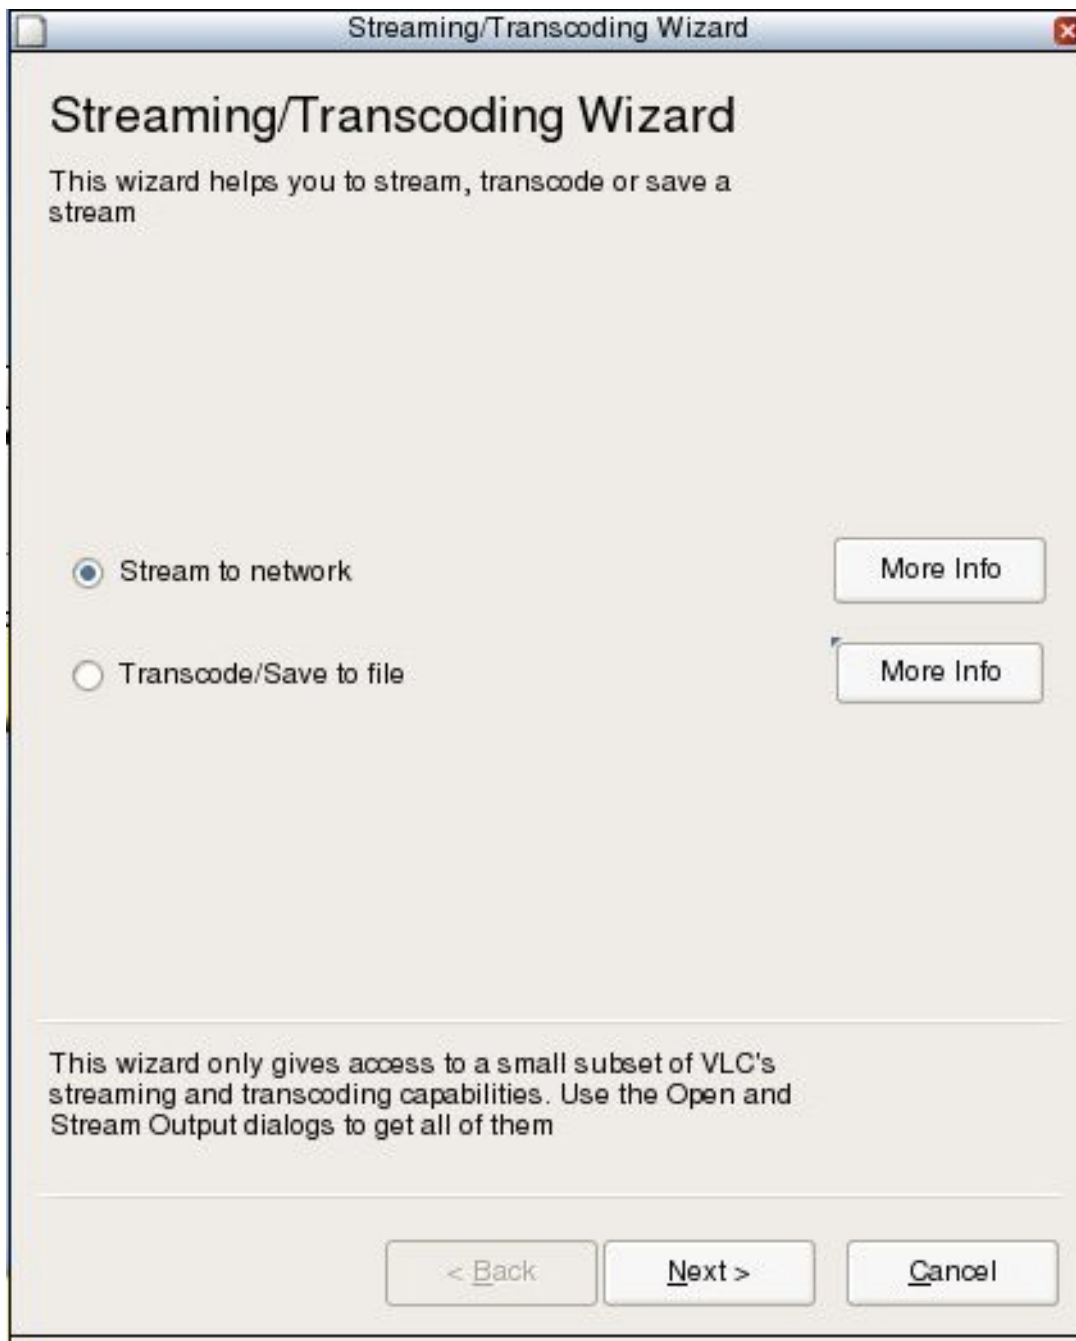 Streaming/Transcoding Wizard
Streaming/Transcoding Wizard
This wizard helps you to stream, transcode or save a
stream
Stream to network
More Info
Transcode/Save to file
More Info
This wizard only gives access to a small subset of VLC's
streaming and transcoding capabilities. Use the Open and
Stream Output dialogs to get all of them
< Back
Next >
Cancel